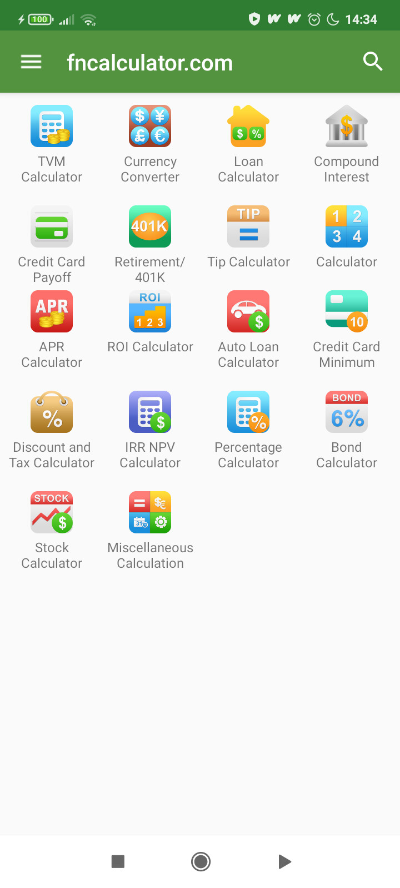 100
14:34
fncalculator.com
TVM
Calculator
$ ¥
£ €
Currency
Converter
$ %
Loan
Calculator
$
Compound
Interest
Credit Card
Payoff
401K
Retirement/
401K
TIP
Tip Calculator
1 2
3 4
Calculator
APR
APR
Calculator
ROI
1 2 3
ROI Calculator
$
Auto Loan
Calculator
10
Credit Card
Minimum
%
Discount and
Tax Calculator
$
IRR NPV
Calculator
%
Percentage
Calculator
BOND
6%
Bond
Calculator
STOCK
$
Stock
Calculator
Miscellaneous
Calculation